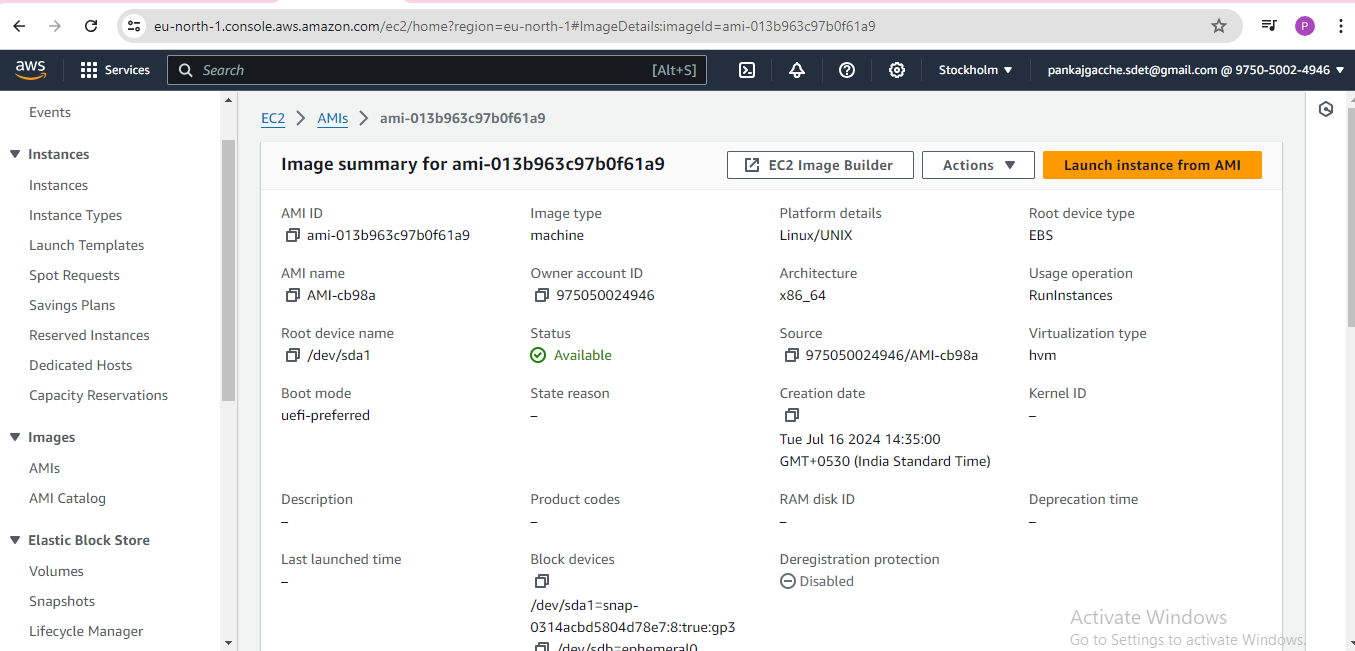 eu-north-1.console.aws.amazon.com/ec2/home?region=eu-north-1#ImageDetails:imageId=ami-013b963c97b0f61a9
P
aws
Services
Search
[Alt+S]
Stockholm
pankajgacche.sdet@gmail.com @ 9750-5002-4946
Events
Instances
Instances
Instance Types
Launch Templates
Spot Requests
Savings Plans
Reserved Instances
Dedicated Hosts
Capacity Reservations
Images
AMIs
AMI Catalog
Elastic Block Store
Volumes
Snapshots
Lifecycle Manager
EC2
AMIs
ami-013b963c97b0f61a9
Image summary for ami-013b963c97b0f61a9
EC2 Image Builder
Actions
Launch instance from AMI
AMI ID
ami-013b963c97b0f61a9
Image type
machine
Platform details
Linux/UNIX
Root device type
EBS
AMI name
AMI-cb98a
Owner account ID
975050024946
Architecture
x86_64
Usage operation
RunInstances
Root device name
/dev/sda1
Status
Available
Source
975050024946/AMI-cb98a
Virtualization type
hvm
Boot mode
uefi-preferred
State reason
–
Creation date
Tue Jul 16 2024 14:35:00
GMT+0530 (India Standard Time)
Kernel ID
–
Description
–
Product codes
–
RAM disk ID
–
Deprecation time
–
Last launched time
–
Block devices
/dev/sda1=snap-
0314acbd5804d78e7:8:true:gp3
/dev/sdb=ephemeral0
Deregistration protection
Disabled
Activate Windows
Go to Settings to activate Windows.